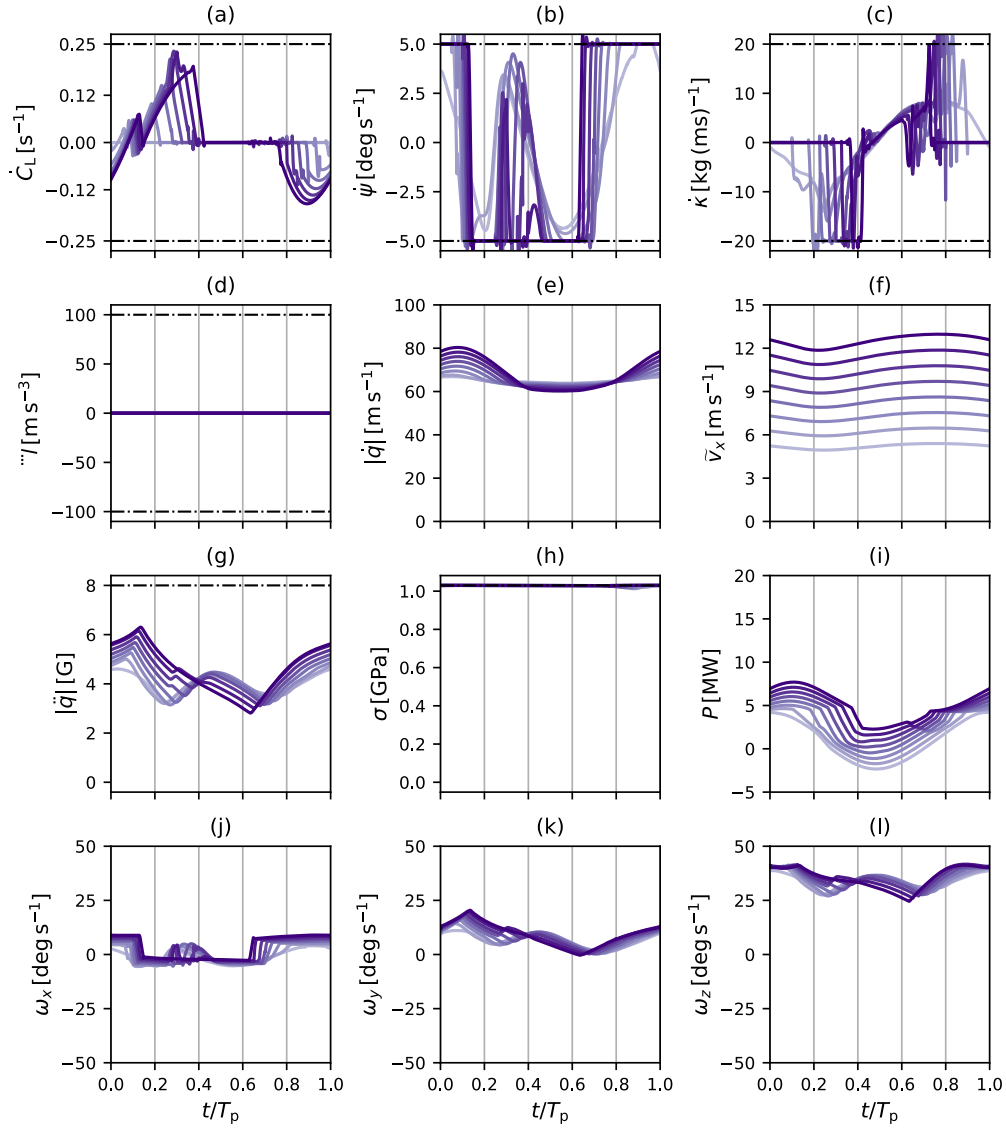 (a) (b) (c)
0.25 0.12 0.00 −0.12 −0.25
Ċ_L [s⁻¹]
5.0 2.5 0.0 −2.5 −5.0
ψ̇ [deg s⁻¹]
20 10 0 −10 −20
κ̇ [kg (ms)⁻¹]
(d) (e) (f)
100 50 0 −50 −100
l⃛ [m s⁻³]
100 80 60 40 20 0
|q̇| [m s⁻¹]
15 12 9 6 3 0
ṽ_x [m s⁻¹]
(g) (h) (i)
8 6 4 2 0
|q̈| [G]
1.0 0.8 0.6 0.4 0.2 0.0
σ [GPa]
20 15 10 5 0 −5
P [MW]
(j) (k) (l)
50 25 0 −25 −50
ω_x [deg s⁻¹]
50 25 0 −25 −50
ω_y [deg s⁻¹]
50 25 0 −25 −50
ω_z [deg s⁻¹]
0.0 0.2 0.4 0.6 0.8 1.0 0.0 0.2 0.4 0.6 0.8 1.0 0.0 0.2 0.4 0.6 0.8 1.0
t/T_p t/T_p t/T_p